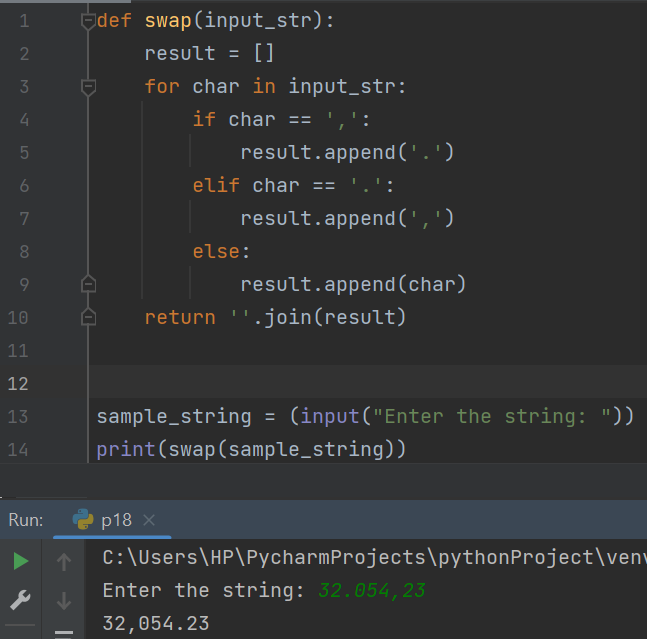 1 def swap(input_str):
2     result = []
3     for char in input_str:
4         if char == ',':
5             result.append('.')
6         elif char == '.':
7             result.append(',')
8         else:
9             result.append(char)
10     return ''.join(result)
11
12
13 sample_string = (input("Enter the string: "))
14 print(swap(sample_string))
Run: p18
C:\Users\HP\PycharmProjects\pythonProject\venv
Enter the string: 32.054,23
32,054.23